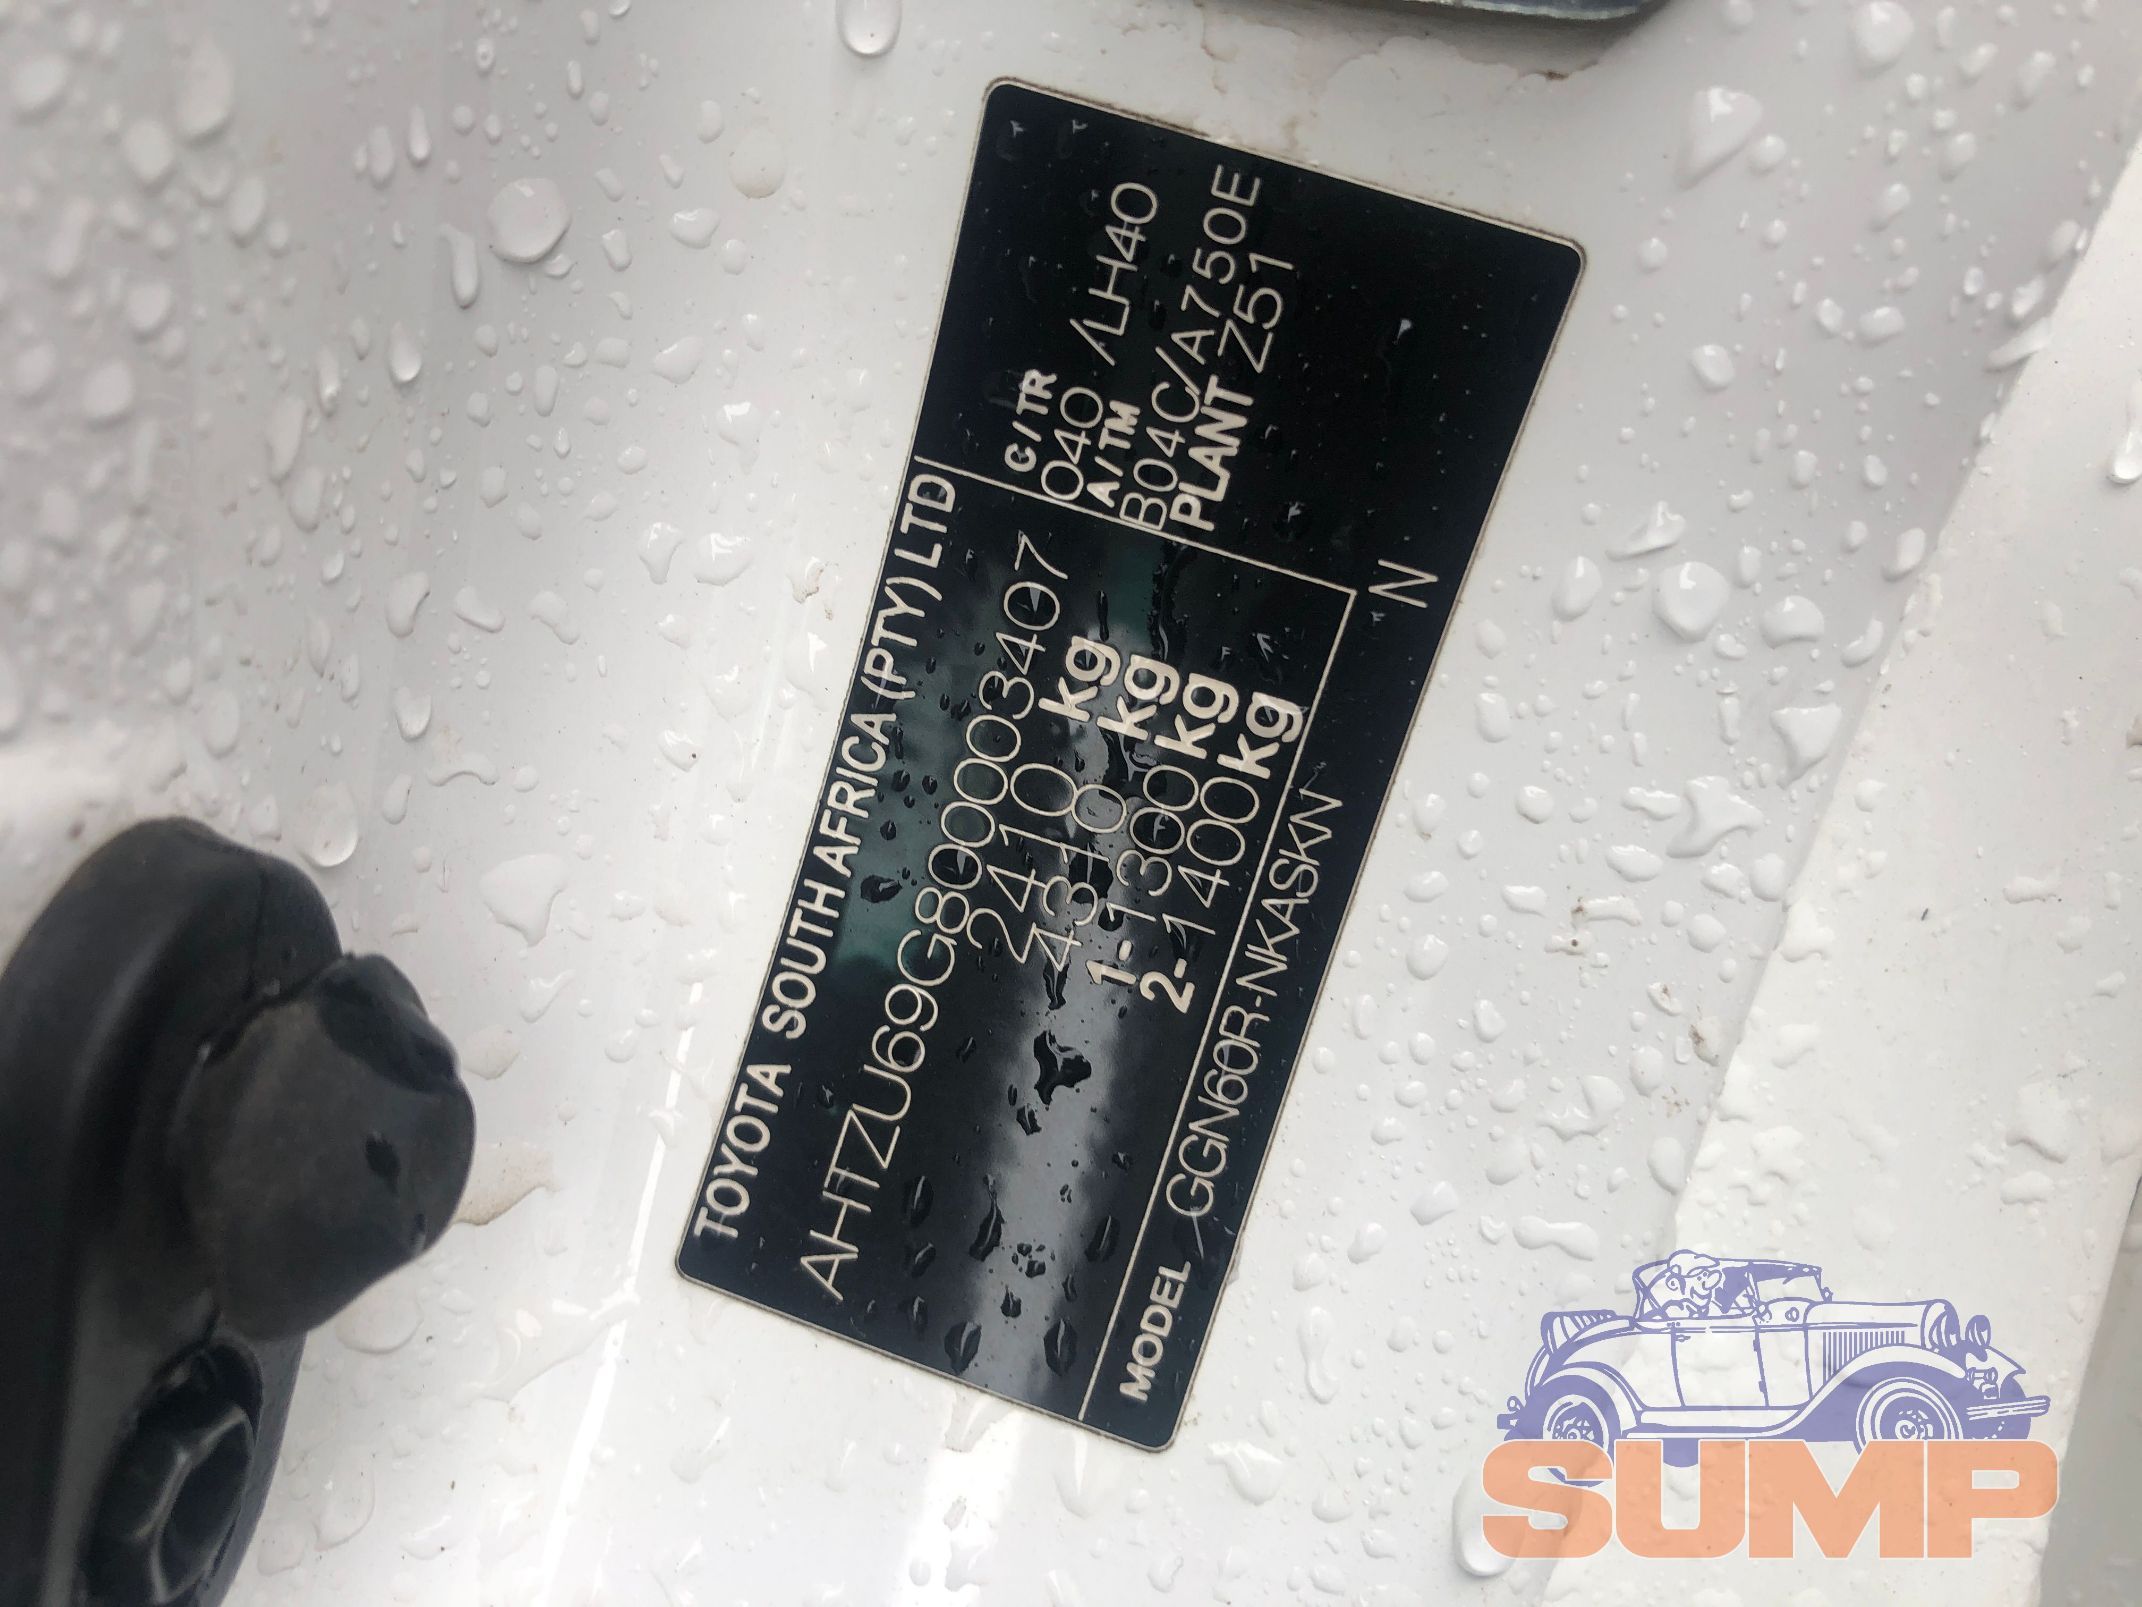 TOYOTA SOUTH AFRICA (PTY) LTD
AHTZU69G800003407
2410 kg
4310 kg
1-1300 kg
2-1400 kg
C/TR
040 /LH40
A/TM
B04C/A750E
PLANT Z51
MODEL GGN60R-NKASKN
N
SUMP